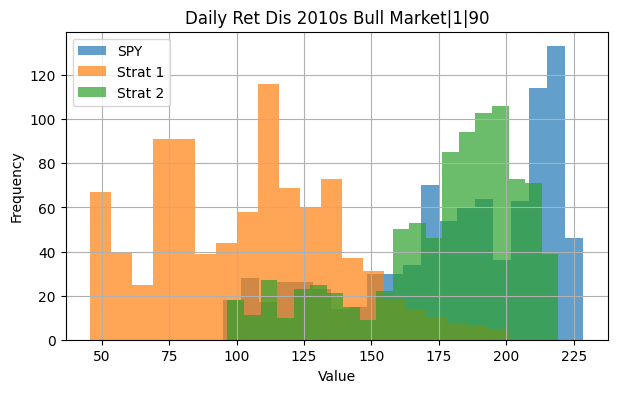 Daily Ret Dis 2010s Bull Market|1|90
SPY
Strat 1
Strat 2
Frequency
120
100
80
60
40
20
0
50 75 100 125 150 175 200 225
Value